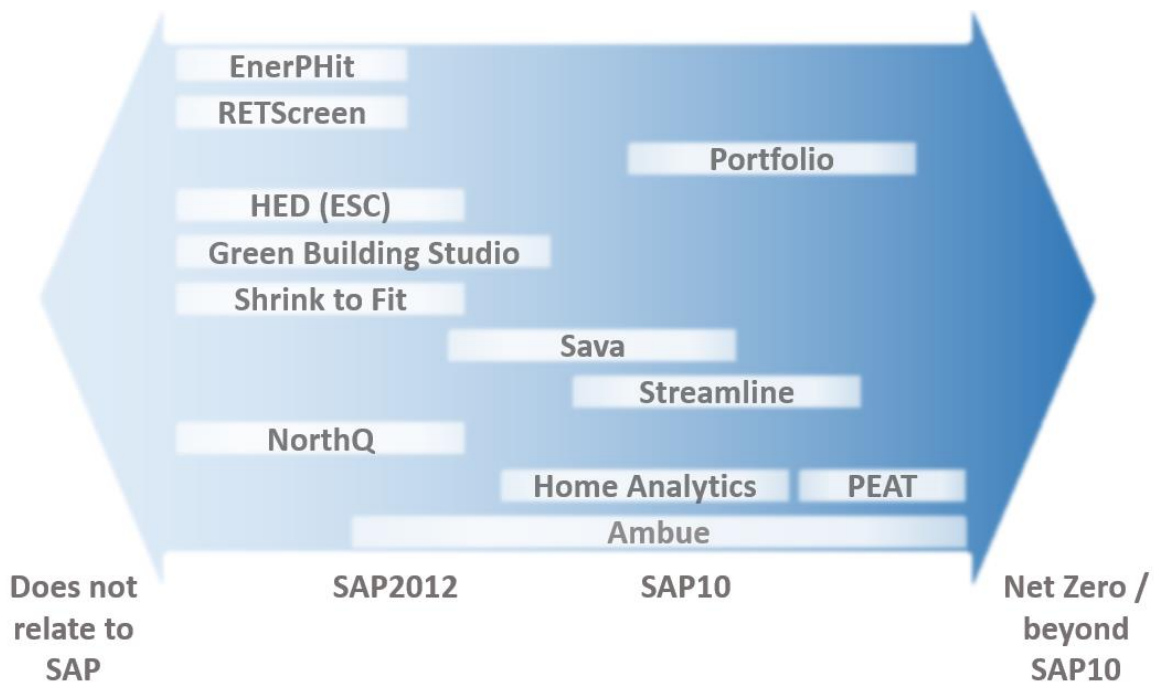 EnerPHit
RETScreen
Portfolio
HED (ESC)
Green Building Studio
Shrink to Fit
Sava
Streamline
NorthQ
Home Analytics PEAT
Ambue
Does not
relate to
SAP
SAP2012
SAP10
Net Zero /
beyond
SAP10